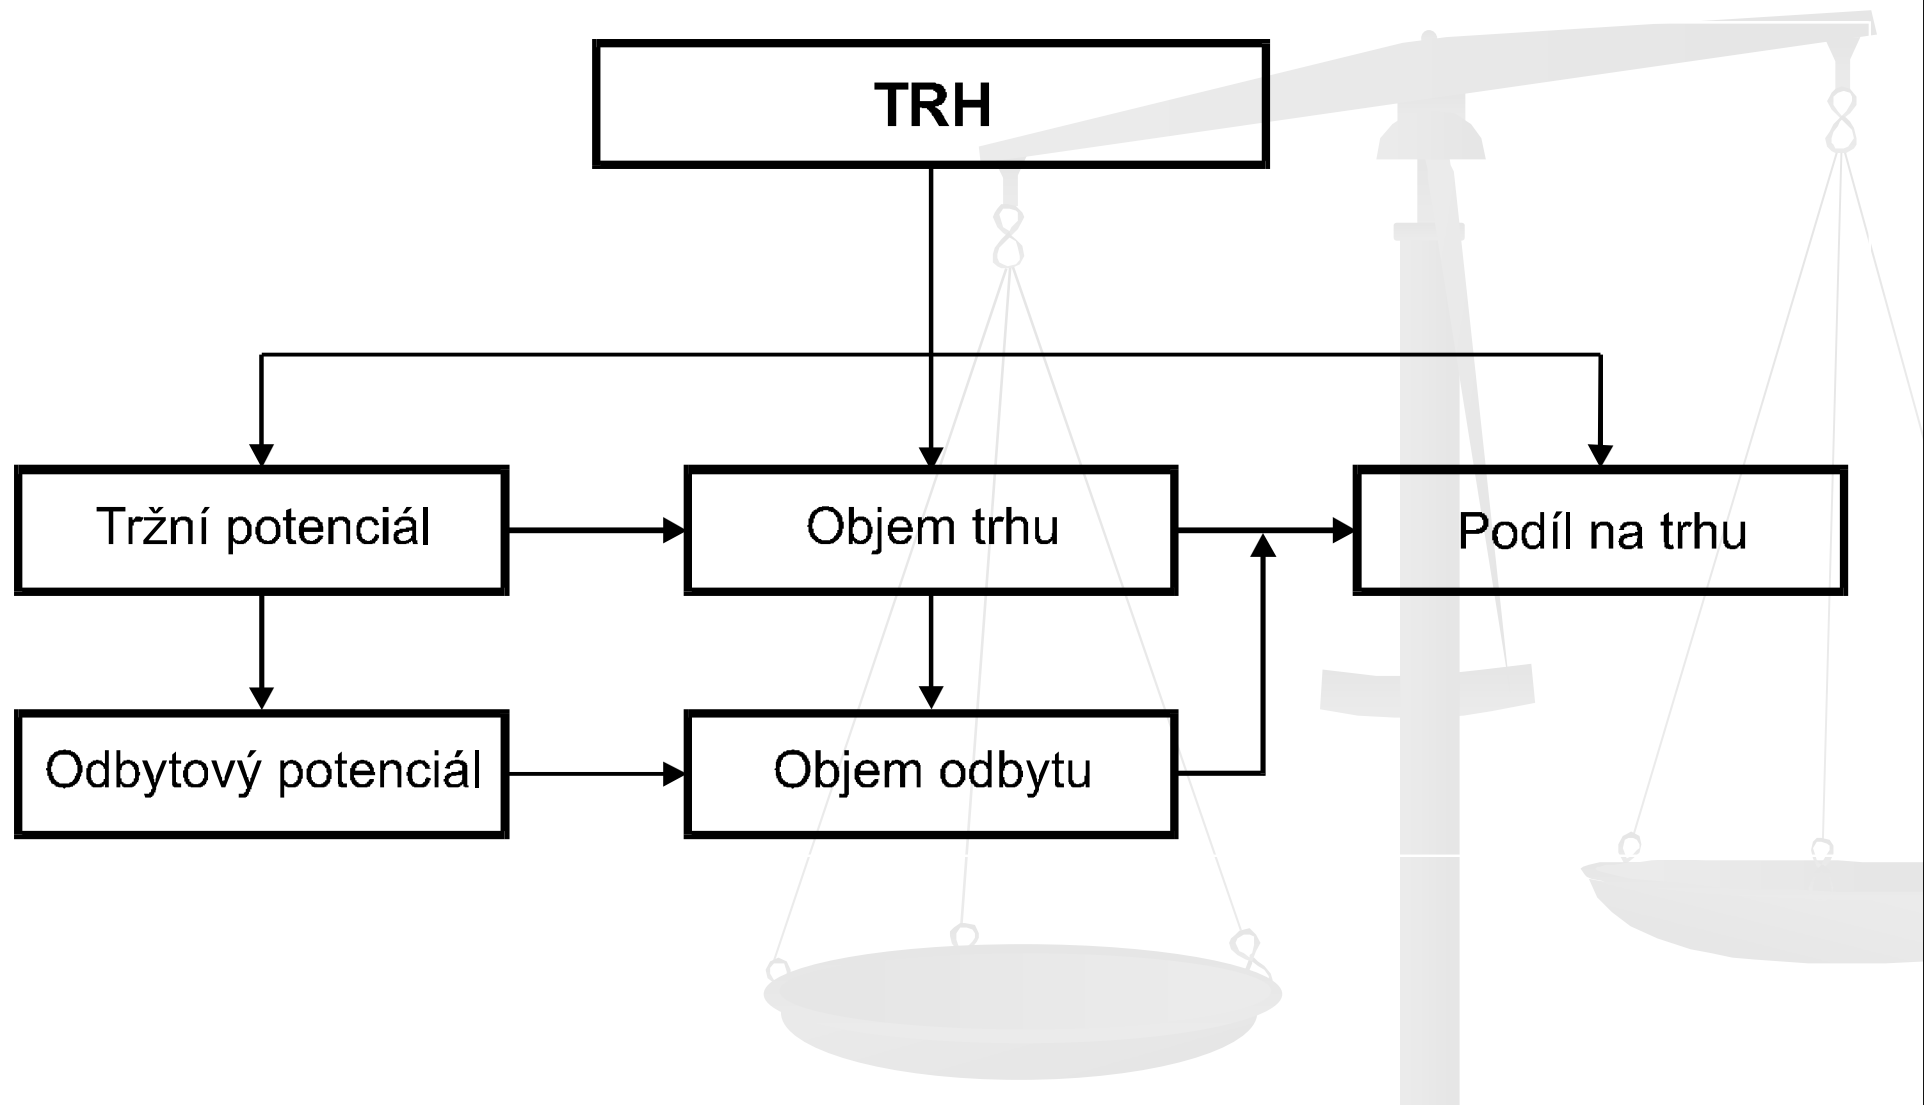 TRH
Tržní potenciál
Objem trhu
Podíl na trhu
Odbytový potenciál
Objem odbytu